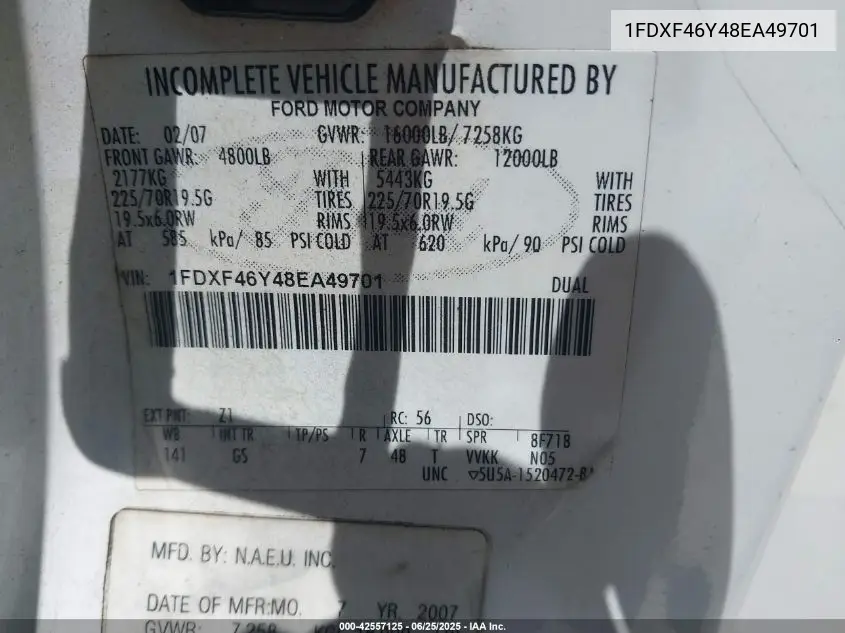 1FDXF46Y48EA49701
INCOMPLETE VEHICLE MANUFACTURED BY
FORD MOTOR COMPANY
DATE: 02/07 GVWR: 16000LB/ 7258KG
FRONT GAWR: 4800LB REAR GAWR: 12000LB
2177KG WITH 5443KG WITH
225/70R19.5G TIRES 225/70R19.5G TIRES
19.5x6.0RW RIMS 19.5x6.0RW RIMS
AT 585 kPa/ 85 PSI COLD AT 620 kPa/ 90 PSI COLD
VIN: 1FDXF46Y48EA49701 DUAL
EXT PNT: Z1 RC: 56 DSO:
WB INT TR TP/PS R AXLE TR SPR 8F718
141 GS 7 48 T VVKK N05
UNC ▽5U5A-1520472-BA
MFD. BY: N.A.E.U. INC.
DATE OF MFR:MO. 7 YR 2007
GVWR: 7,258
000-42557125 - 06/25/2025 - IAA Inc.